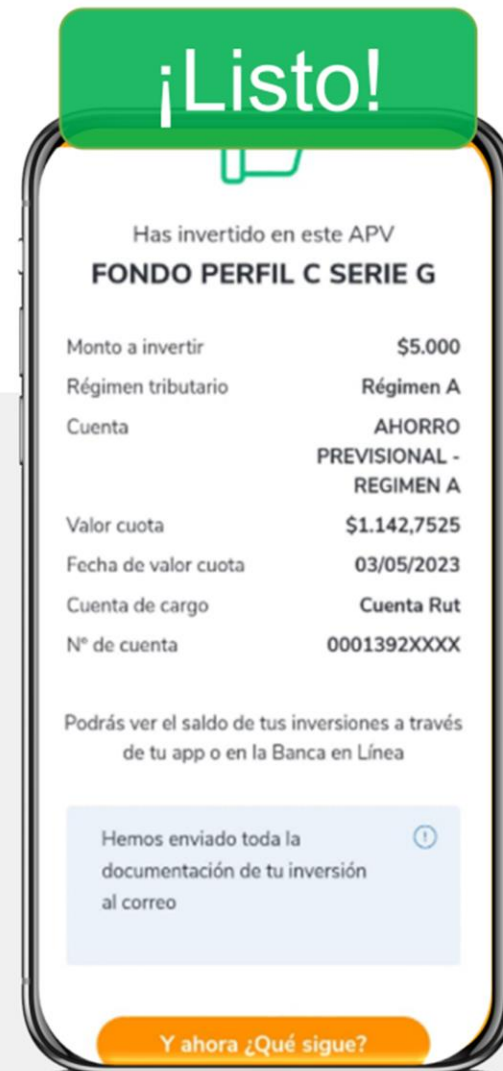 ¡Listo!
Has invertido en este APV
FONDO PERFIL C SERIE G
Monto a invertir $5.000
Régimen tributario Régimen A
Cuenta AHORRO
PREVISIONAL -
REGIMEN A
Valor cuota $1.142,7525
Fecha de valor cuota 03/05/2023
Cuenta de cargo Cuenta Rut
N° de cuenta 0001392XXXX
Podrás ver el saldo de tus inversiones a través
de tu app o en la Banca en Línea
Hemos enviado toda la
documentación de tu inversión
al correo
Y ahora ¿Qué sigue?